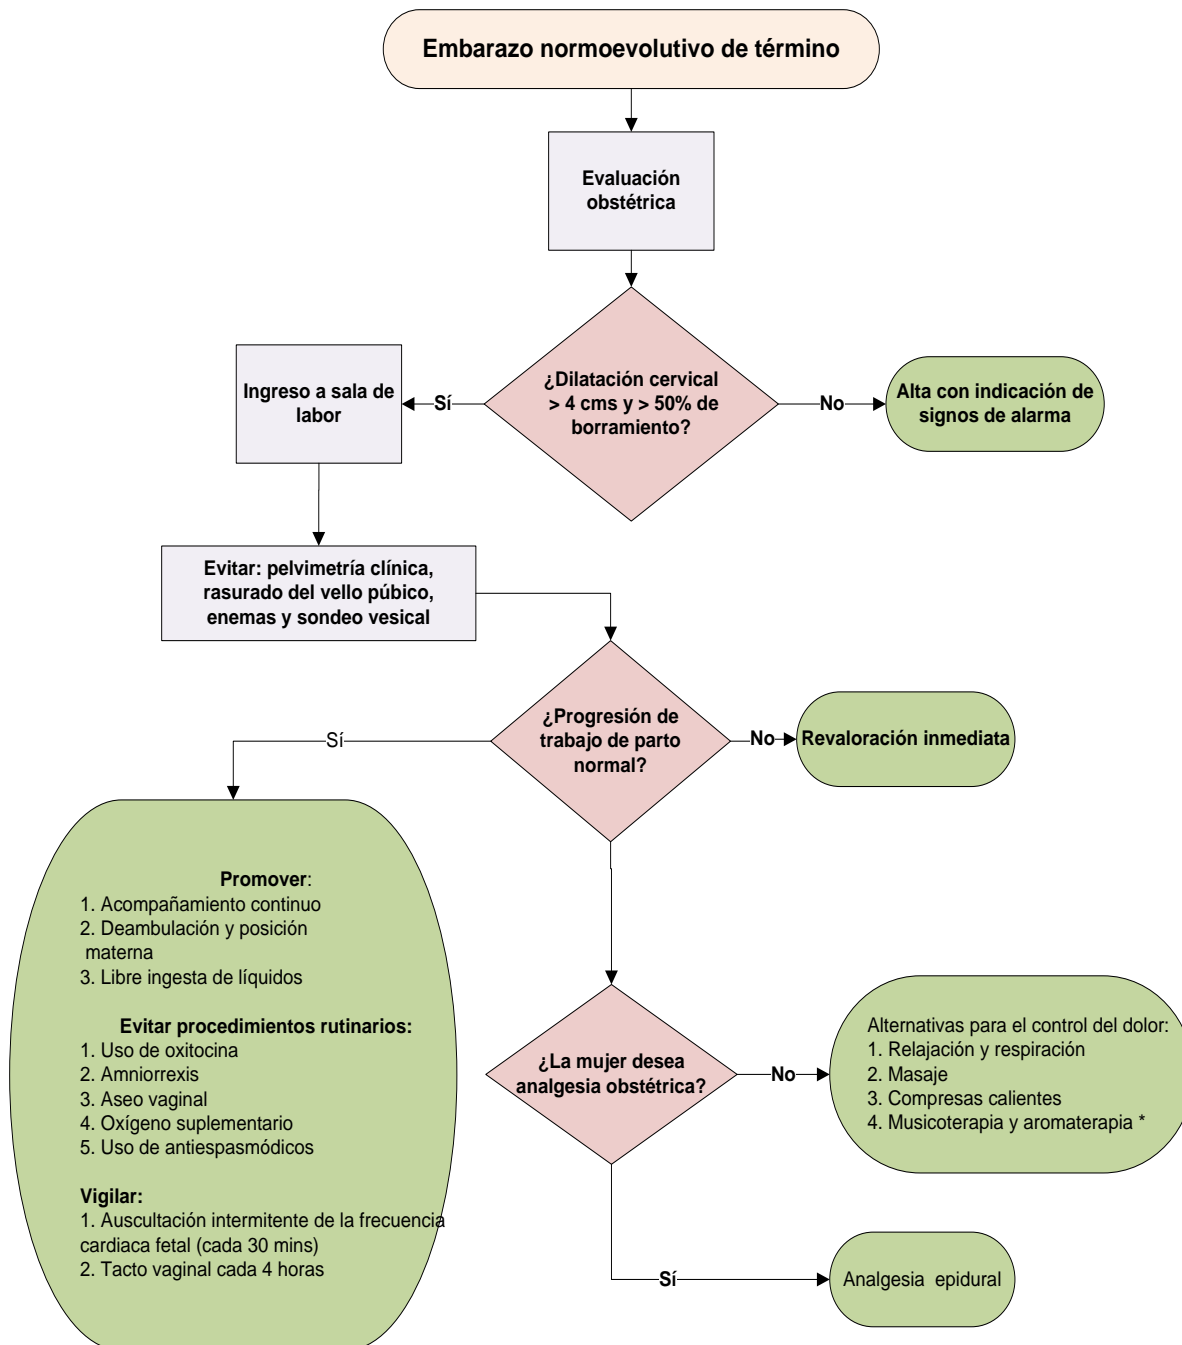 Embarazo normoevolutivo de término
Evaluación
obstétrica
¿Dilatación cervical
> 4 cms y > 50% de
borramiento?
Sí
No
Ingreso a sala de
labor
Alta con indicación de
signos de alarma
Evitar: pelvimetría clínica,
rasurado del vello púbico,
enemas y sondeo vesical
¿Progresión de
trabajo de parto
normal?
Sí
No
Revaloración inmediata
Promover:
1. Acompañamiento continuo
2. Deambulación y posición
materna
3. Libre ingesta de líquidos
Evitar procedimientos rutinarios:
1. Uso de oxitocina
2. Amniorrexis
3. Aseo vaginal
4. Oxígeno suplementario
5. Uso de antiespasmódicos
Vigilar:
1. Auscultación intermitente de la frecuencia
cardiaca fetal (cada 30 mins)
2. Tacto vaginal cada 4 horas
¿La mujer desea
analgesia obstétrica?
No
Alternativas para el control del dolor:
1. Relajación y respiración
2. Masaje
3. Compresas calientes
4. Musicoterapia y aromaterapia *
Sí
Analgesia epidural